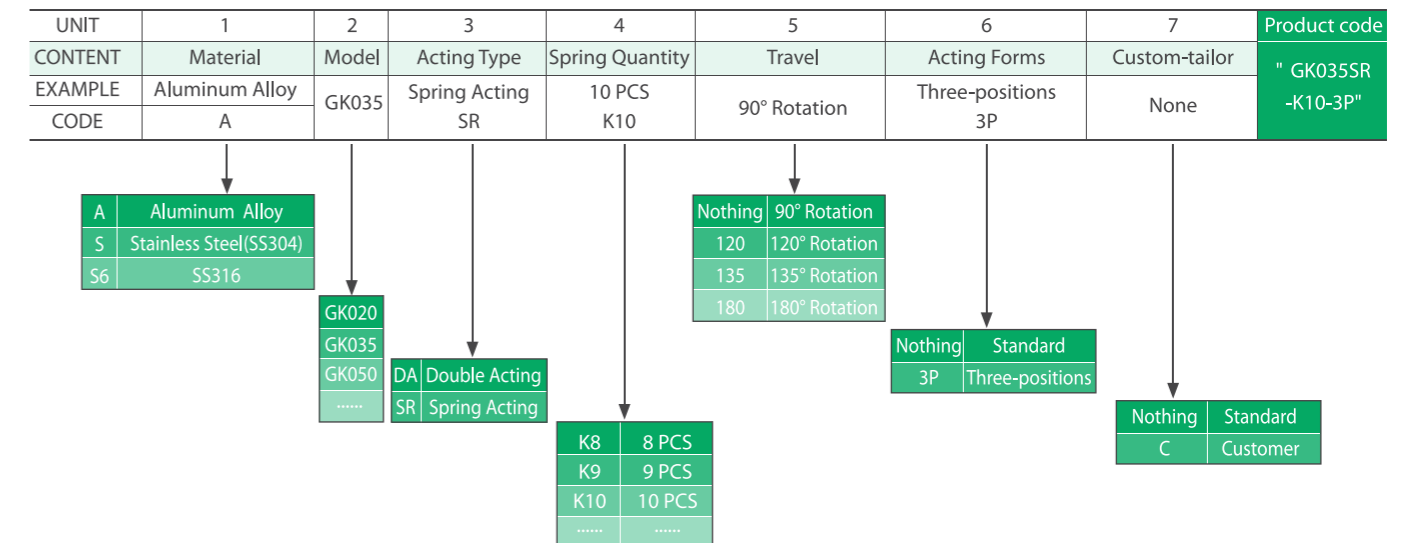 UNIT 1 2 3 4 5 6 7 Product code
CONTENT Material Model Acting Type Spring Quantity Travel Acting Forms Custom-tailor " GK035SR
-K10-3P"
EXAMPLE Aluminum Alloy GK035 Spring Acting 10 PCS 90° Rotation Three-positions None
CODE A SR K10 3P
A Aluminum Alloy
S Stainless Steel(SS304)
S6 SS316
GK020
GK035
GK050
......
DA Double Acting
SR Spring Acting
K8 8 PCS
K9 9 PCS
K10 10 PCS
...... ......
Nothing 90° Rotation
120 120° Rotation
135 135° Rotation
180 180° Rotation
Nothing Standard
3P Three-positions
Nothing Standard
C Customer